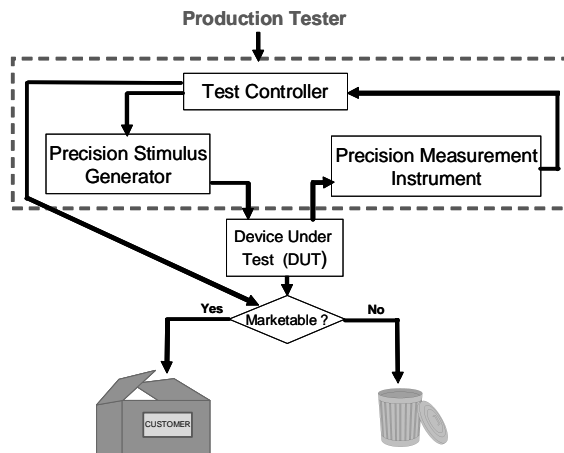 Production Tester
Test Controller
Precision Stimulus
Generator
Precision Measurement
Instrument
Device Under
Test (DUT)
Marketable ?
Yes
No
CUSTOMER